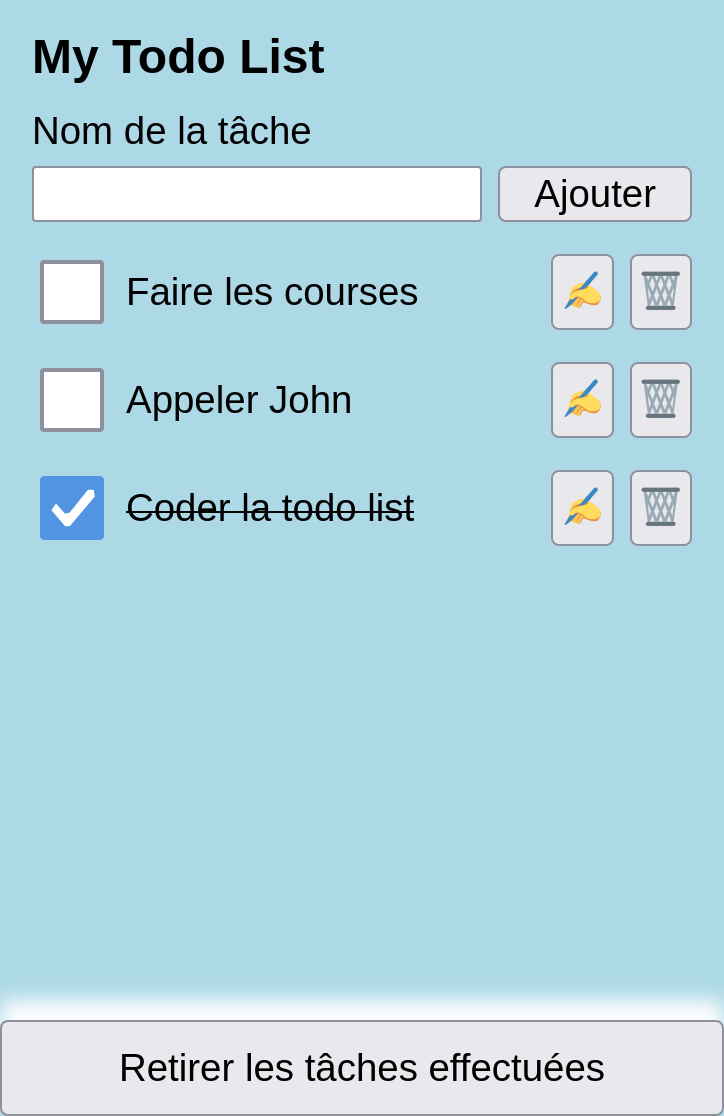 My Todo List
Nom de la tâche
Ajouter
Faire les courses
Appeler John
Coder la todo list
Retirer les tâches effectuées